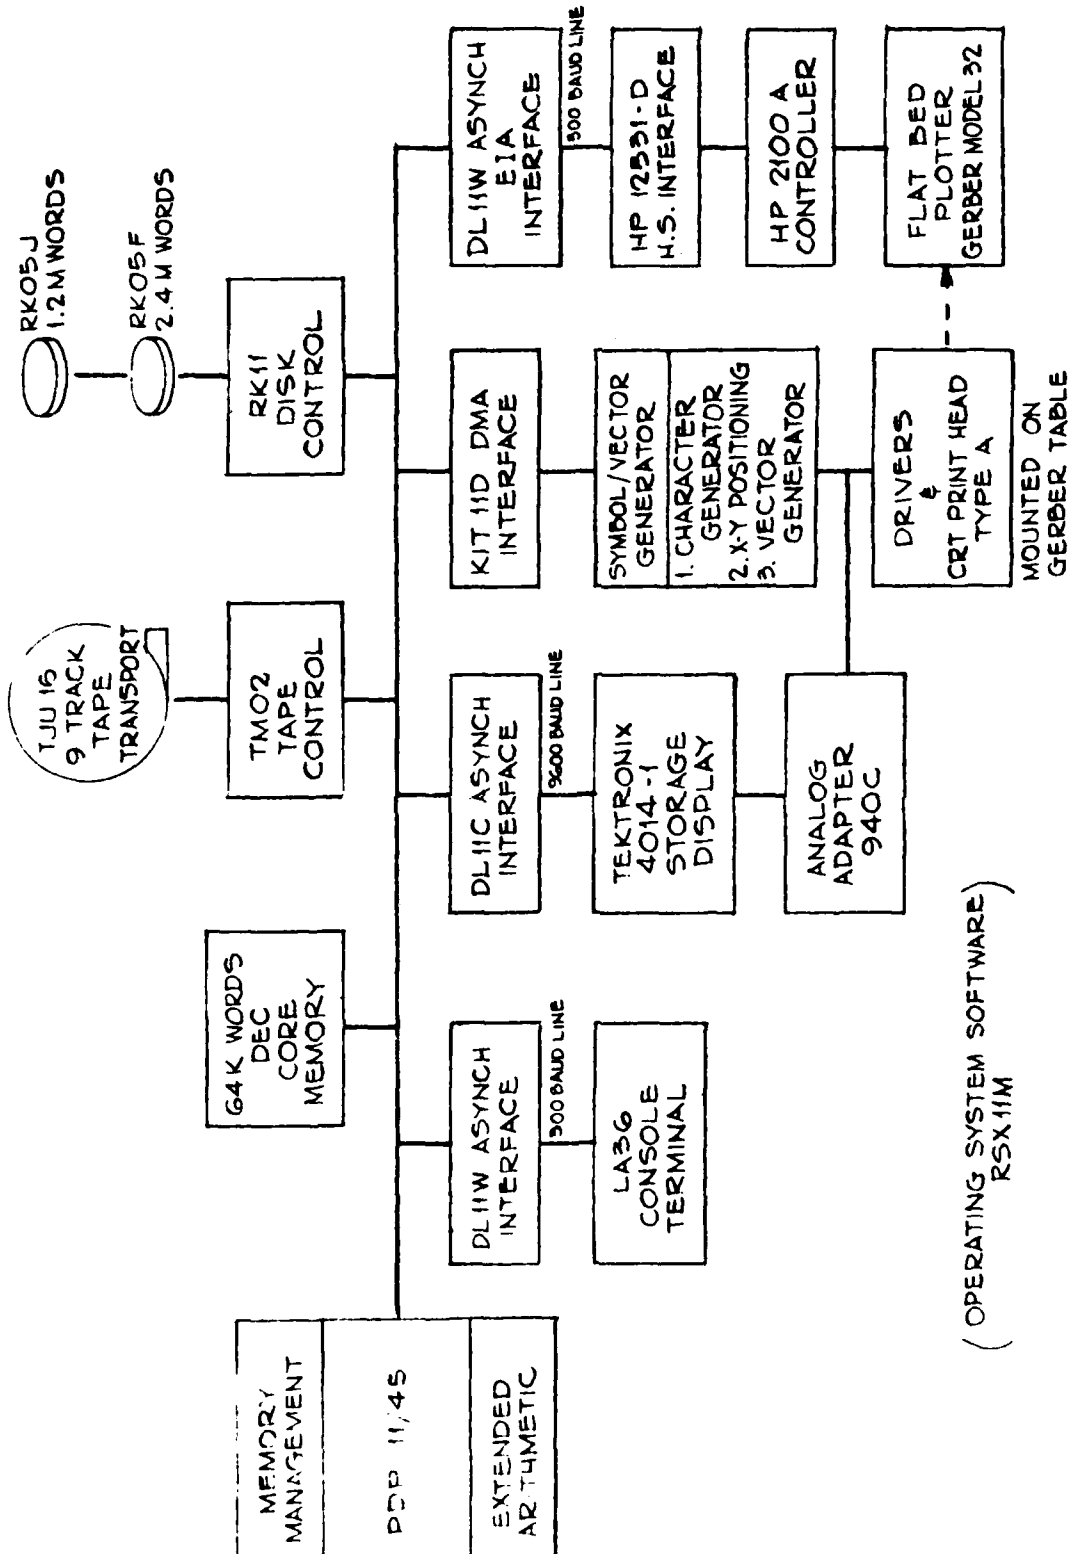 MEMORY
MANAGEMENT
PDP 11/45
EXTENDED
ARITHMETIC
64K WORDS
DEC
CORE
MEMORY
TJU 16
9 TRACK
TAPE
TRANSPORT
TM02
TAPE
CONTROL
RK05J
1.2M WORDS
RK05F
2.4 M WORDS
RK11
DISK
CONTROL
DL11W ASYNCH
INTERFACE
300 BAUD LINE
LA36
CONSOLE
TERMINAL
DL11C ASYNCH
INTERFACE
9600 BAUD LINE
TEKTRONIX
4014-1
STORAGE
DISPLAY
ANALOG
ADAPTER
940C
KIT 11D DMA
INTERFACE
SYMBOL/VECTOR
GENERATOR
1. CHARACTER
GENERATOR
2. X-Y POSITIONING
3. VECTOR
GENERATOR
DRIVERS
&
CRT PRINT HEAD
TYPE A
MOUNTED ON
GERBER TABLE
DL11W ASYNCH
EIA
INTERFACE
300 BAUD LINE
HP 12531-D
H.S. INTERFACE
HP 2100 A
CONTROLLER
FLAT BED
PLOTTER
GERBER MODEL 32
(OPERATING SYSTEM SOFTWARE)
RSX11M